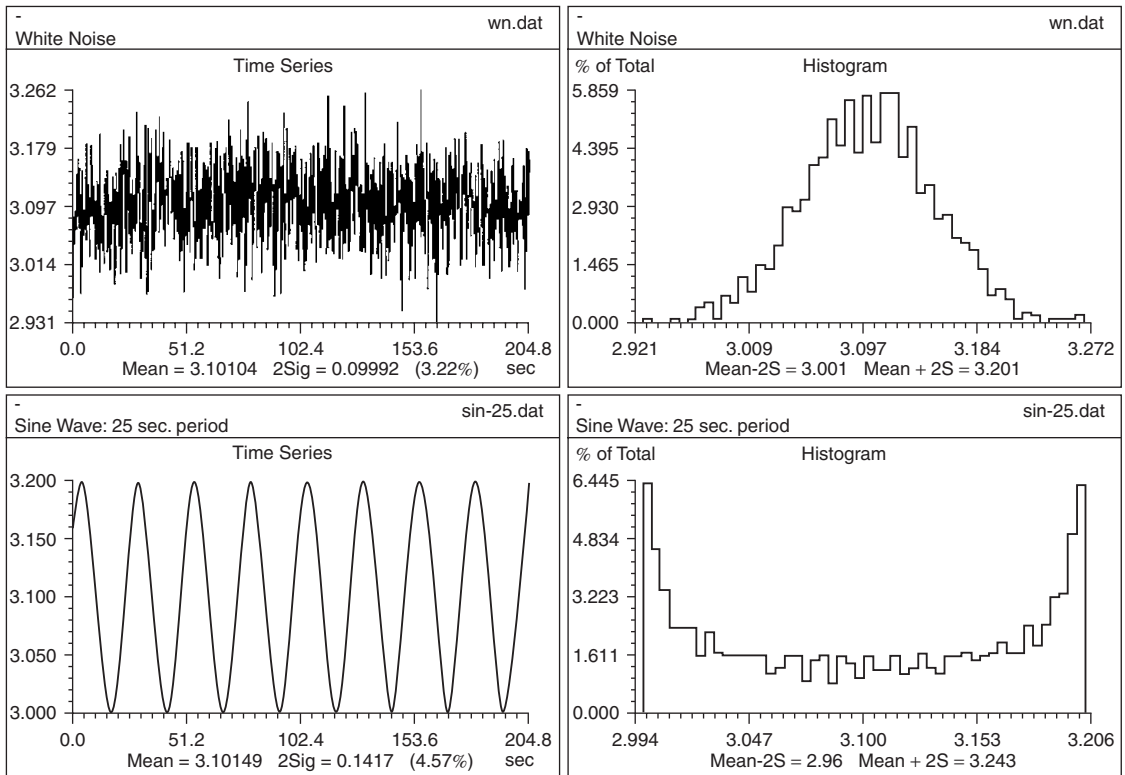 -
White Noise wn.dat
Time Series
3.262
3.179
3.097
3.014
2.931
0.0 51.2 102.4 153.6 204.8
Mean = 3.10104 2Sig = 0.09992 (3.22%) sec
-
White Noise wn.dat
% of Total Histogram
5.859
4.395
2.930
1.465
0.000
2.921 3.009 3.097 3.184 3.272
Mean-2S = 3.001 Mean + 2S = 3.201
-
Sine Wave: 25 sec. period sin-25.dat
Time Series
3.200
3.150
3.100
3.050
3.000
0.0 51.2 102.4 153.6 204.8
Mean = 3.10149 2Sig = 0.1417 (4.57%) sec
-
Sine Wave: 25 sec. period sin-25.dat
% of Total Histogram
6.445
4.834
3.223
1.611
0.000
2.994 3.047 3.100 3.153 3.206
Mean-2S = 2.96 Mean + 2S = 3.243